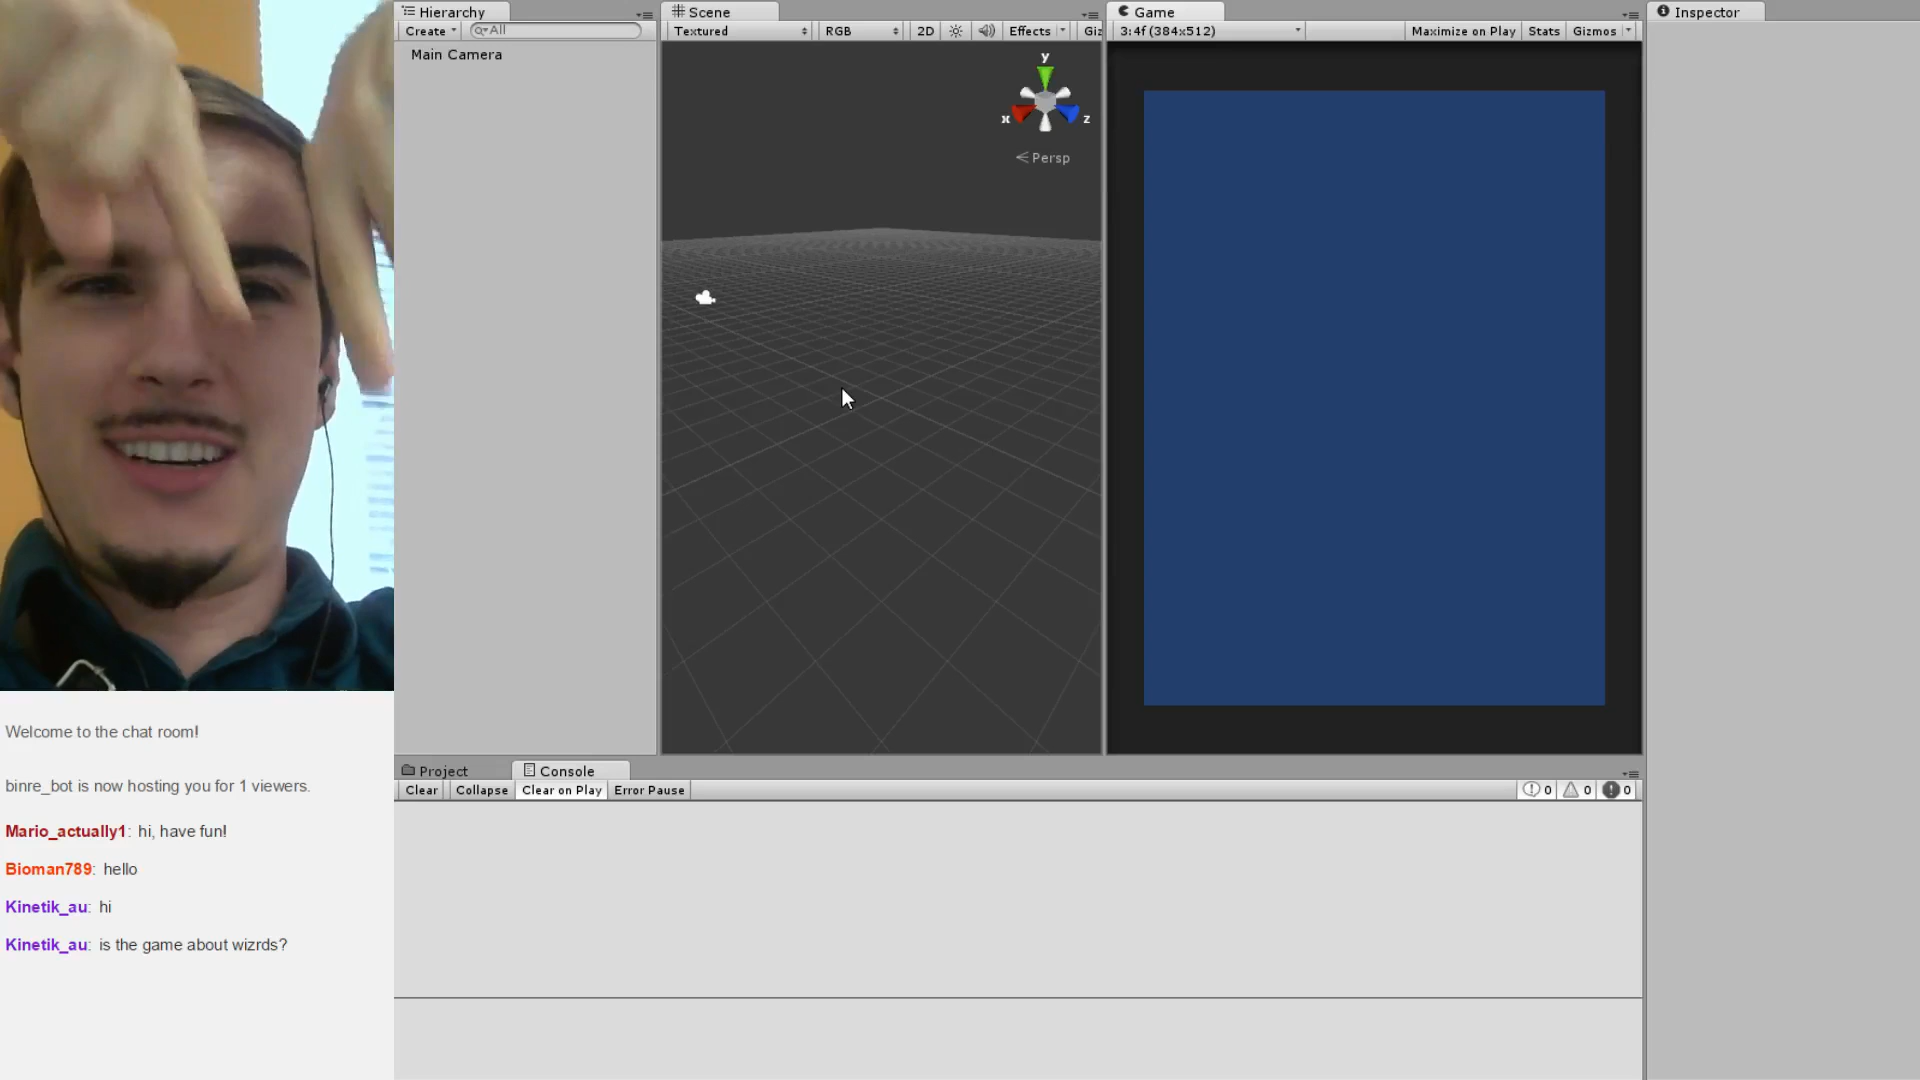 Hierarchy
Create
All
Main Camera
Scene
Textured
RGB
2D
Effects
Giz
y
x
z
Persp
Game
3:4f (384x512)
Maximize on Play
Stats
Gizmos
Inspector
Welcome to the chat room!
binre_bot is now hosting you for 1 viewers.
Mario_actually1: hi, have fun!
Bioman789: hello
Kinetik_au: hi
Kinetik_au: is the game about wizrds?
Project
Console
Clear
Collapse
Clear on Play
Error Pause
0
0
0